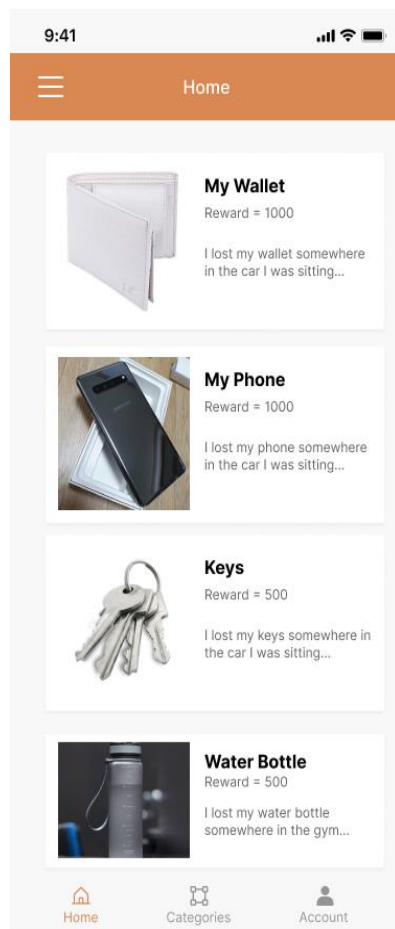 9:41
Home
My Wallet
Reward = 1000
I lost my wallet somewhere
in the car I was sitting...
My Phone
Reward = 1000
I lost my phone somewhere
in the car I was sitting...
Keys
Reward = 500
I lost my keys somewhere in
the car I was sitting...
Water Bottle
Reward = 500
I lost my water bottle
somewhere in the gym...
Home
Categories
Account